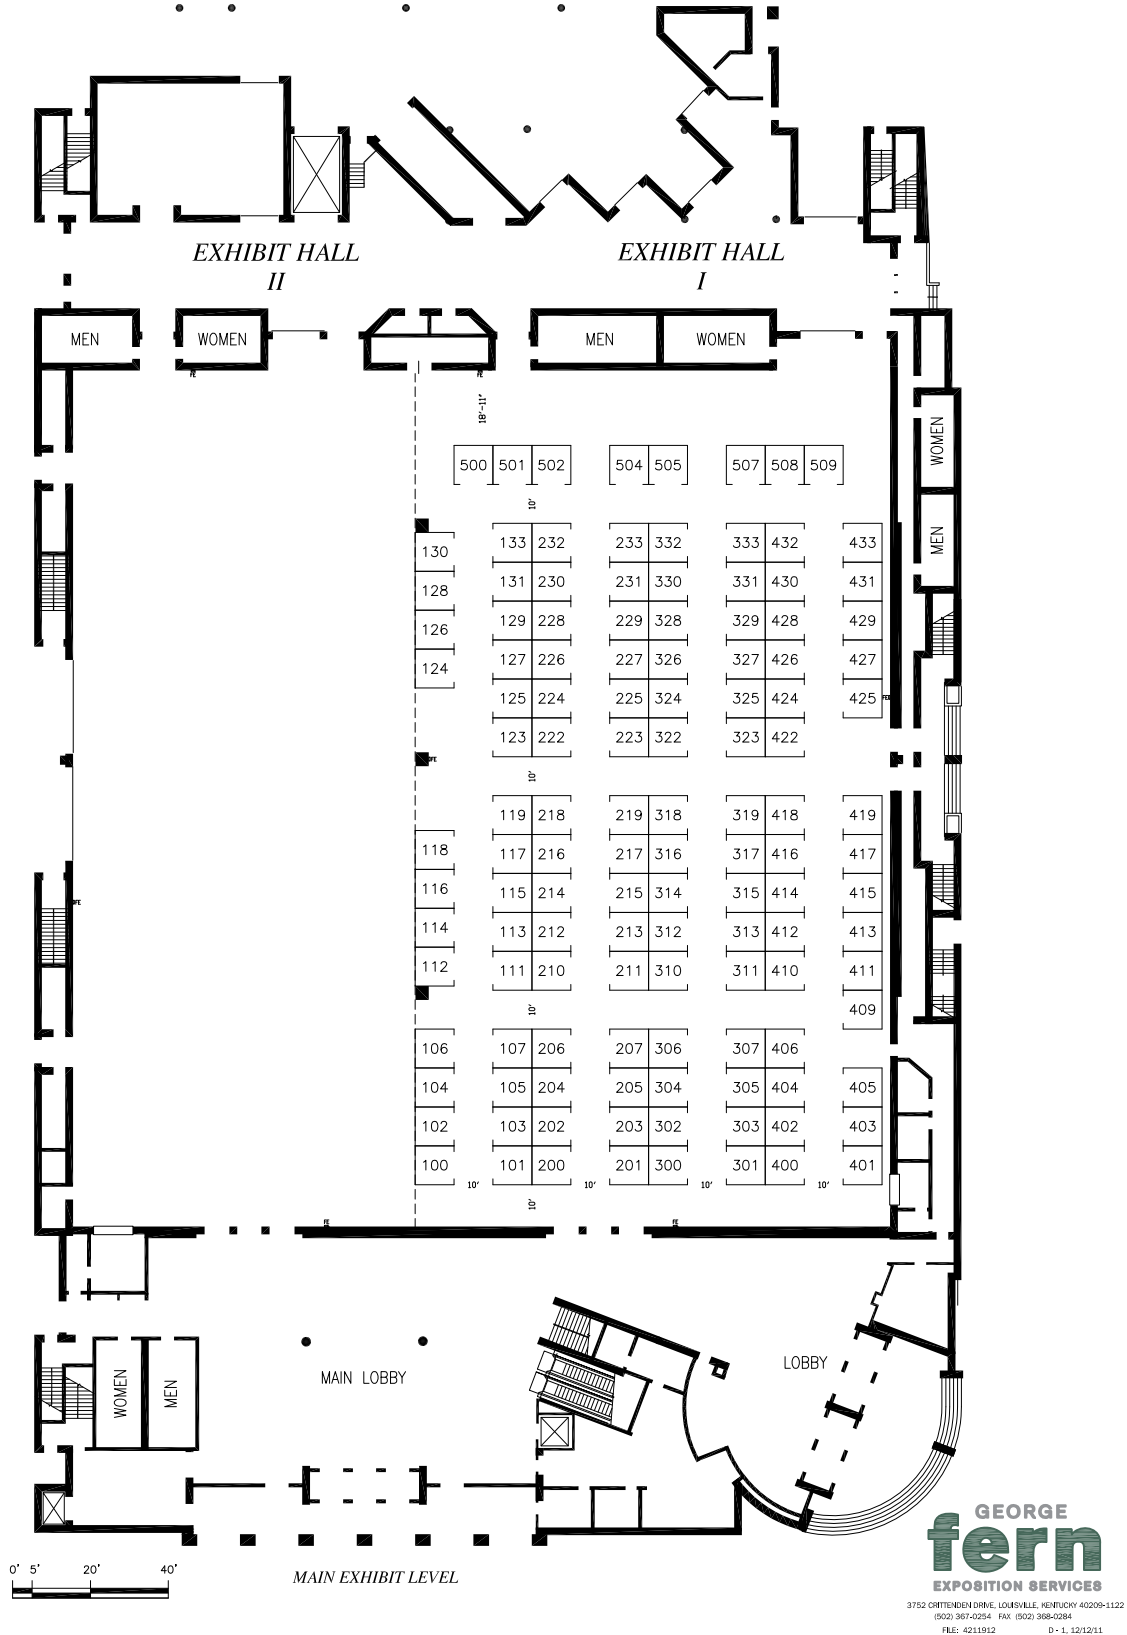 EXHIBIT HALL
II
EXHIBIT HALL
I
MEN
WOMEN
MEN
WOMEN
FE
FE
18'-11"
WOMEN
500 501 502 504 505 507 508 509
10'
MEN
133 232 233 332 333 432 433
130
131 230 231 330 331 430 431
128
129 228 229 328 329 428 429
126
127 226 227 326 327 426 427
124
125 224 225 324 325 424 425
FE
123 222 223 322 323 422
FE
10'
119 218 219 318 319 418 419
118
117 216 217 316 317 416 417
116
115 214 215 314 315 414 415
FE
114
113 212 213 312 313 412 413
112
111 210 211 310 311 410 411
10'
409
106 107 206 207 306 307 406
104 105 204 205 304 305 404 405
102 103 202 203 302 303 402 403
100 101 200 201 300 301 400 401
10' 10' 10' 10'
10'
FE
FE
LOBBY
MAIN LOBBY
WOMEN
MEN
0' 5' 20' 40'
MAIN EXHIBIT LEVEL
GEORGE
fern
EXPOSITION SERVICES
3752 CRITTENDEN DRIVE, LOUISVILLE, KENTUCKY 40209-1122
(502) 367-0254 FAX (502) 368-0284
FILE: 4211912 D - 1, 12/12/11